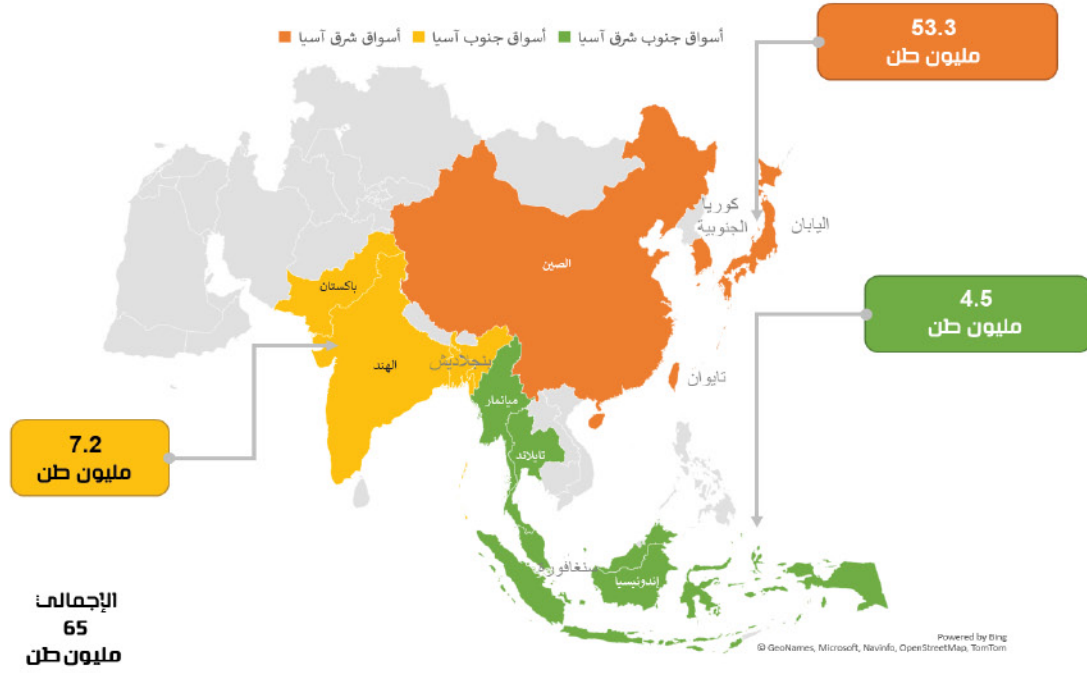 أسواق شرق آسيا أسواق جنوب آسيا أسواق جنوب شرق آسيا
53.3
مليون طن
كوريا
الجنوبية
اليابان
الصين
باكستان
4.5
مليون طن
الهند
بنجلاديش
تايوان
ميانمار
تايلاند
7.2
مليون طن
سنغافورة
إندونيسيا
الإجمالي
65
مليون طن
Powered by Bing
© GeoNames, Microsoft, Navinfo, OpenStreetMap, TomTom